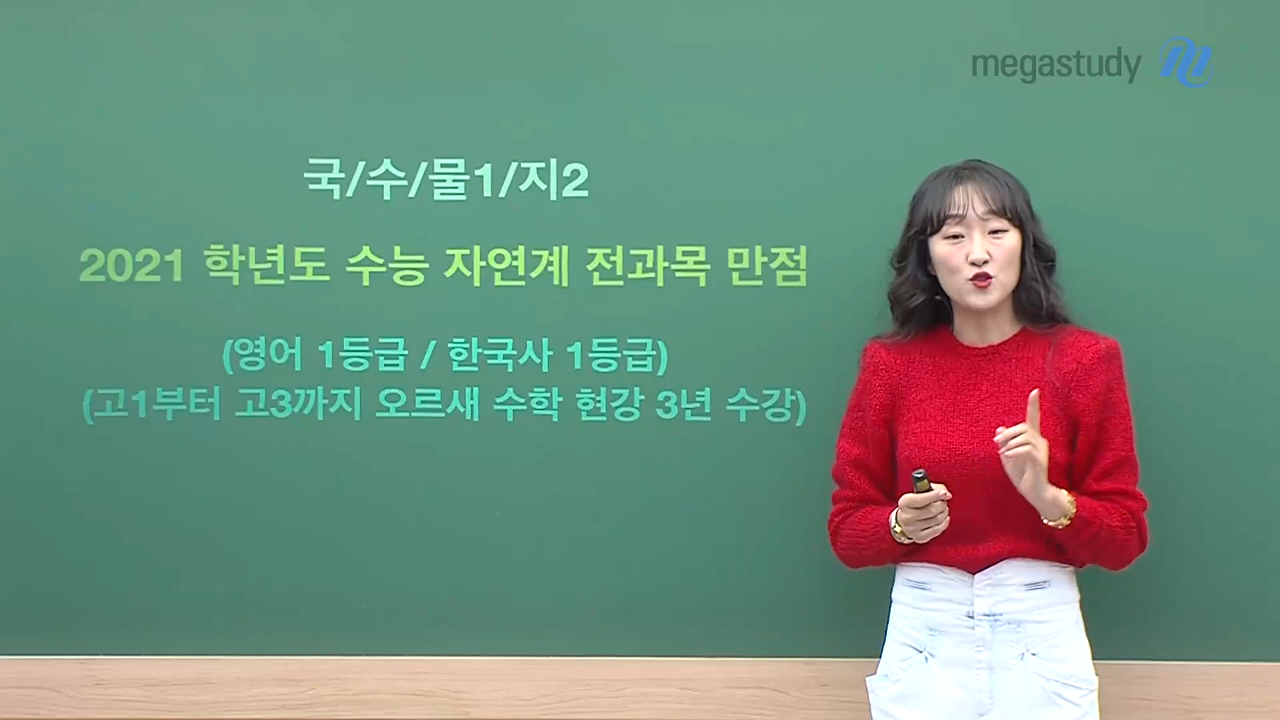 megastudy
국/수/물1/지2
2021 학년도 수능 자연계 전과목 만점
(영어 1등급 / 한국사 1등급)
(고1부터 고3까지 오르새 수학 현강 3년 수강)